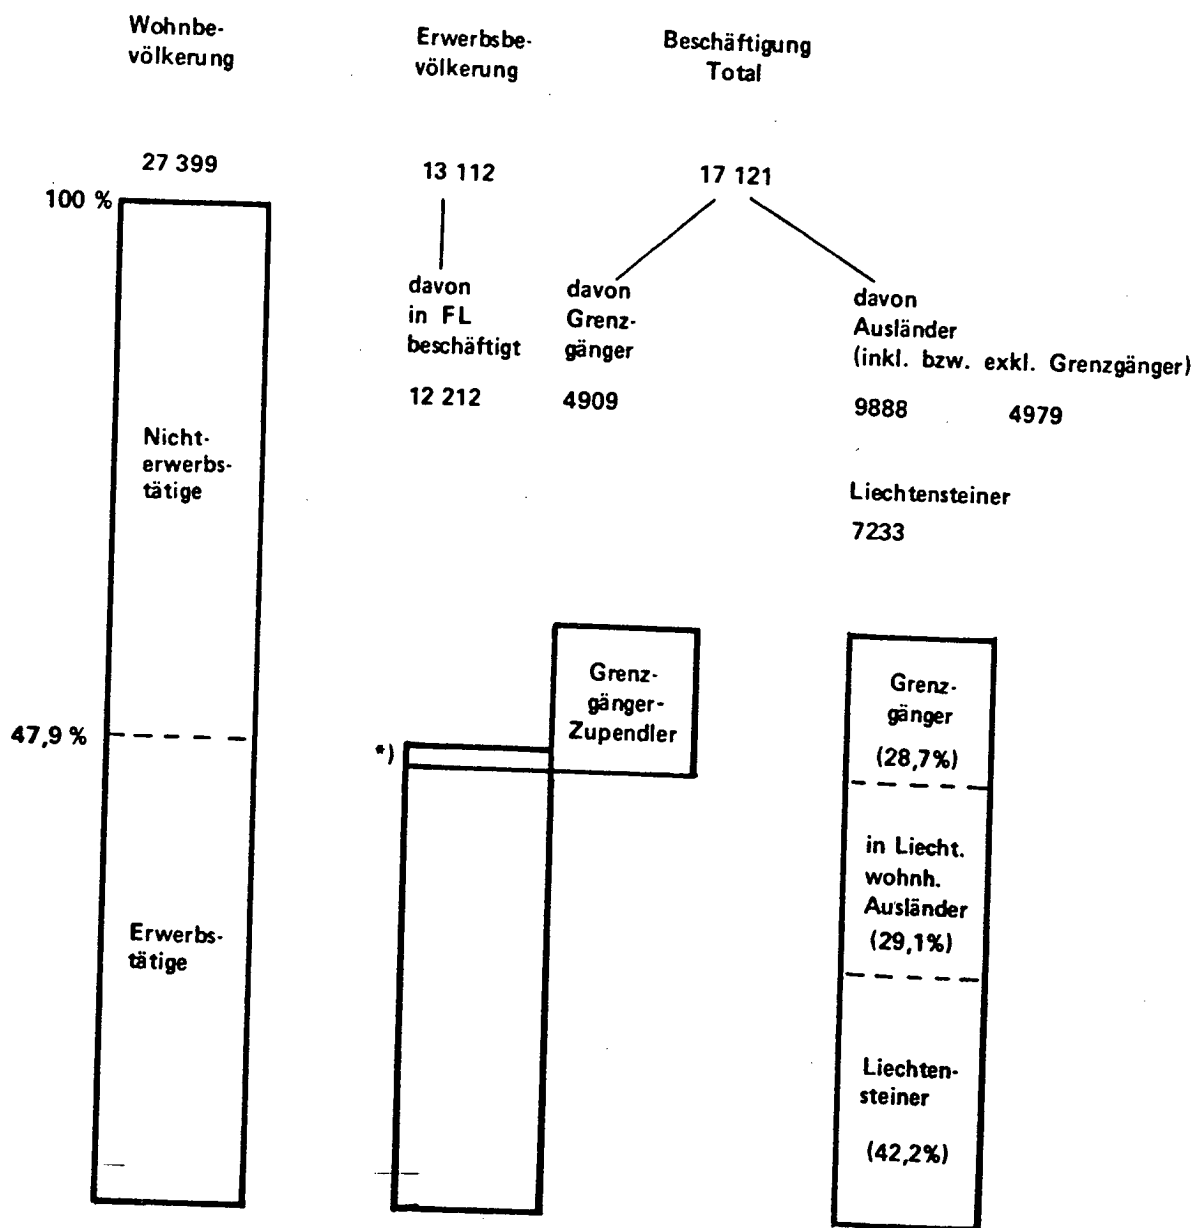 Wohnbe-
völkerung
Erwerbsbe-
völkerung
Beschäftigung
Total
27 399
13 112
17 121
100 %
davon
in FL
beschäftigt
12 212
davon
Grenz-
gänger
4909
davon
Ausländer
(inkl. bzw. exkl. Grenzgänger)
9888 4979
Liechtensteiner
7233
Nicht-
erwerbs-
tätige
47,9 %
Erwerbs-
tätige
*)
Grenz-
gänger-
Zupendler
Grenz-
gänger
(28,7%)
in Liecht.
wohnh.
Ausländer
(29,1%)
Liechten-
steiner
(42,2%)